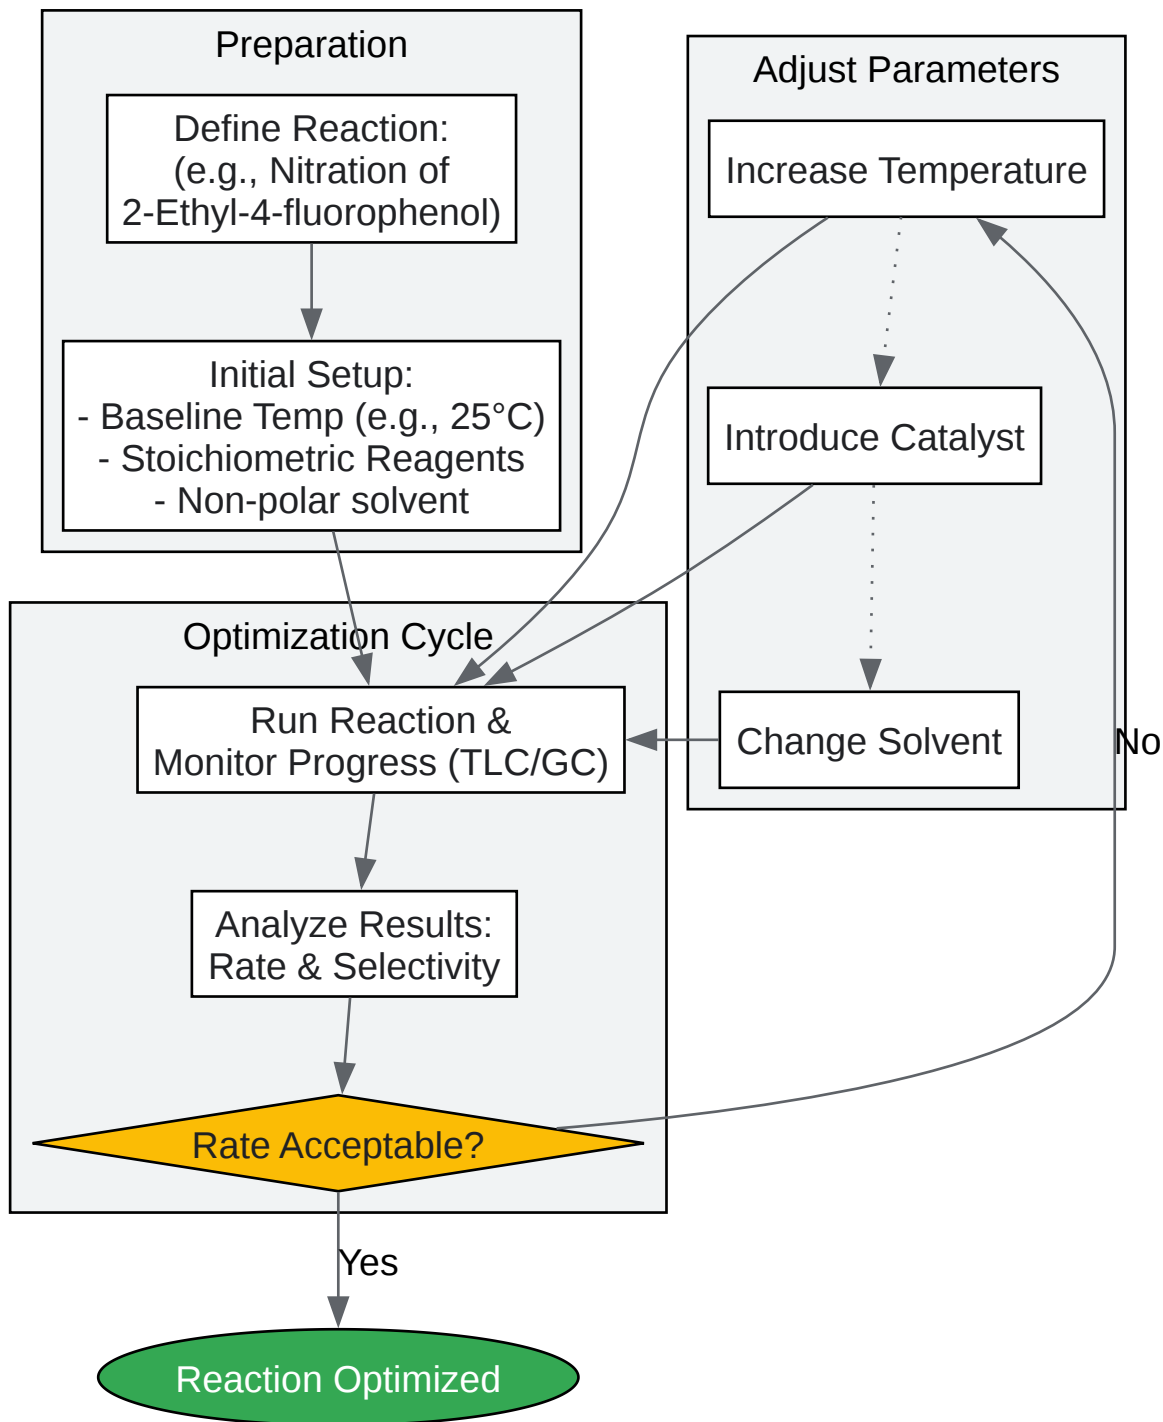 Preparation
Define Reaction:
(e.g., Nitration of
2-Ethyl-4-fluorophenol)
Initial Setup:
- Baseline Temp (e.g., 25°C)
- Stoichiometric Reagents
- Non-polar solvent
Adjust Parameters
Increase Temperature
Introduce Catalyst
Change Solvent
No
Optimization Cycle
Run Reaction &
Monitor Progress (TLC/GC)
Analyze Results:
Rate & Selectivity
Rate Acceptable?
Yes
Reaction Optimized